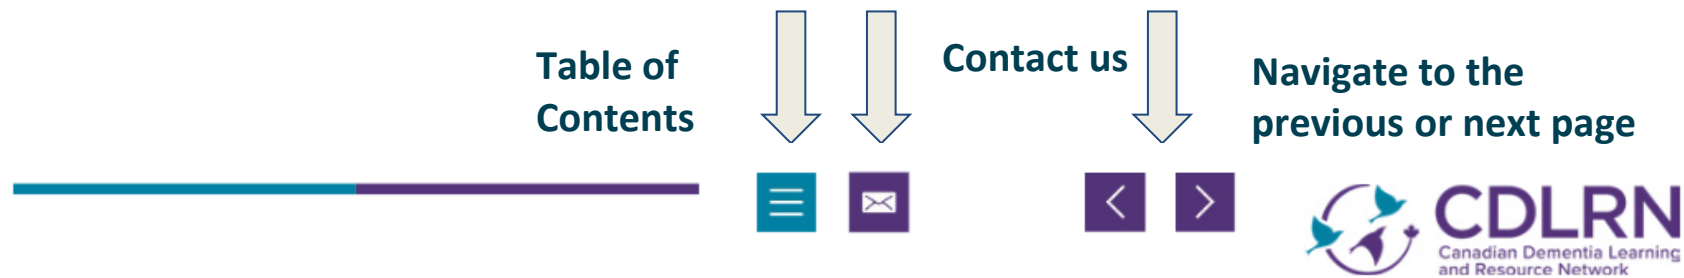 Table of
Contents
Contact us
Navigate to the
previous or next page
CDLRN
Canadian Dementia Learning
and Resource Network